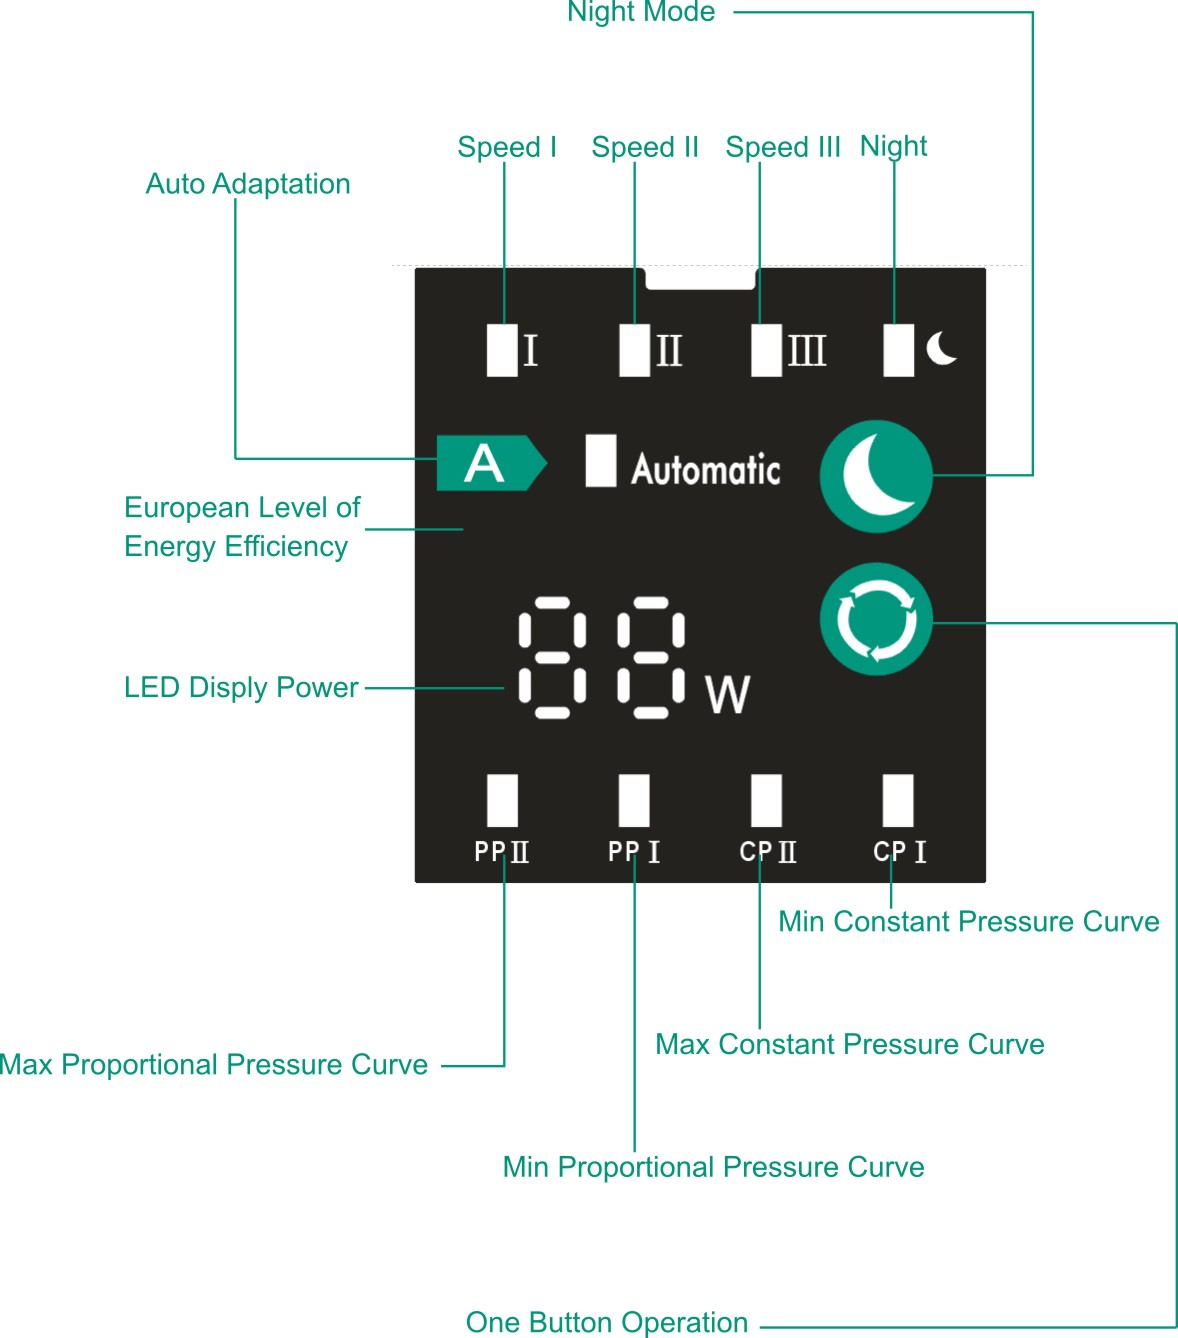 Night Mode
Speed I
Speed II
Speed III
Night
Auto Adaptation
I
II
III
A
Automatic
European Level of
Energy Efficiency
88 W
LED Disply Power
PP II
PP I
CP II
CP I
Min Constant Pressure Curve
Max Constant Pressure Curve
Max Proportional Pressure Curve
Min Proportional Pressure Curve
One Button Operation